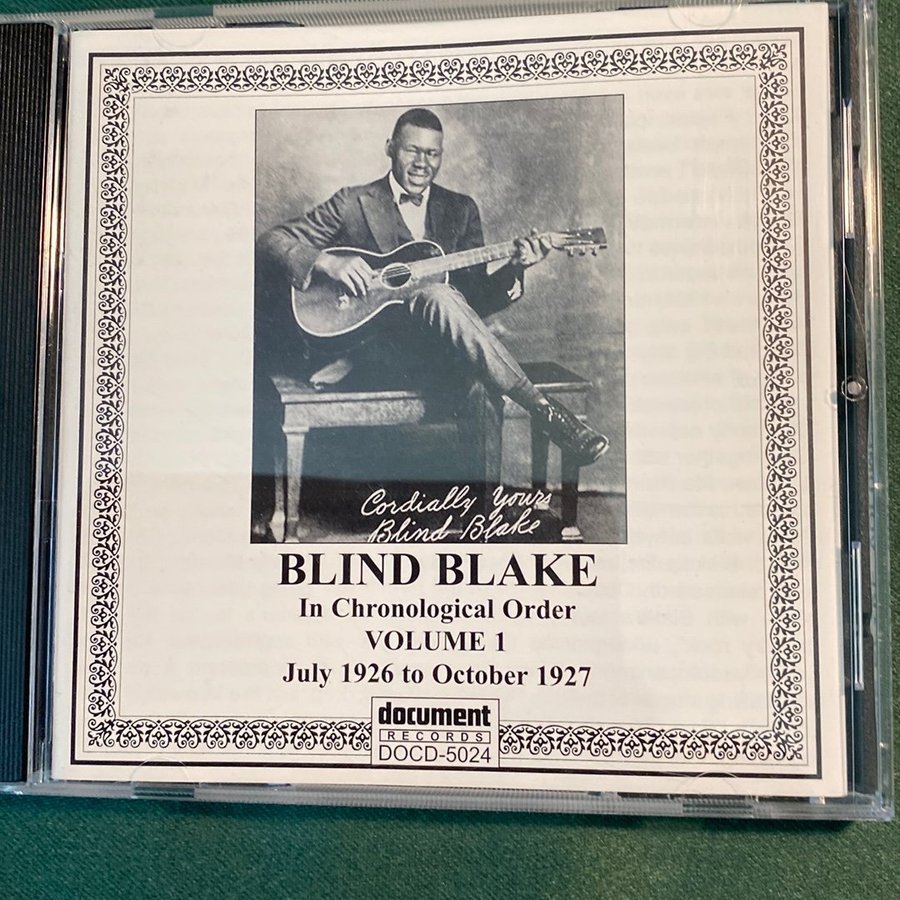 Cordially Yours
Blind Blake
BLIND BLAKE
In Chronological Order
VOLUME 1
July 1926 to October 1927
document
RECORDS
DOCD-5024